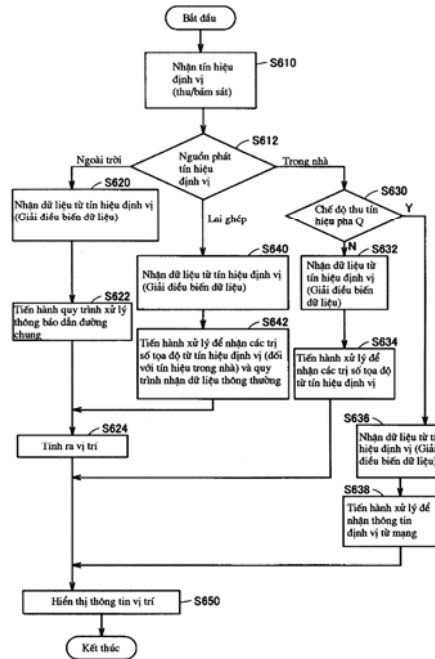 Bắt đầu
S610
Nhận tín hiệu
định vị
(thu/bám sát)
S612
Nguồn phát
tín hiệu
định vị
Ngoài trời
Trong nhà
Lai ghép
S620
Nhận dữ liệu từ tín hiệu định vị
(Giải điều biến dữ liệu)
S622
Tiến hành quy trình xử lý
thông báo dẫn đường
chung
S630
Chế độ thu tín
hiệu pha Q
Y
N
S640
Nhận dữ liệu từ tín hiệu định vị
(Giải điều biến dữ liệu)
S642
Tiến hành xử lý để nhận các trị
số tọa độ từ tín hiệu định vị (đối
với tín hiệu trong nhà) và quy
trình nhận dữ liệu thông thường
S632
Nhận dữ liệu từ
tín hiệu định vị
(Giải điều biến
dữ liệu)
S634
Tiến hành xử lý để
nhận các trị số tọa độ
từ tín hiệu định vị
S624
Tính ra vị trí
S636
Nhận dữ liệu từ tín
hiệu định vị (Giải
điều biến dữ liệu)
S638
Tiến hành xử lý để
nhận thông tin
định vị từ mạng
S650
Hiển thị thông tin vị trí
Kết thúc